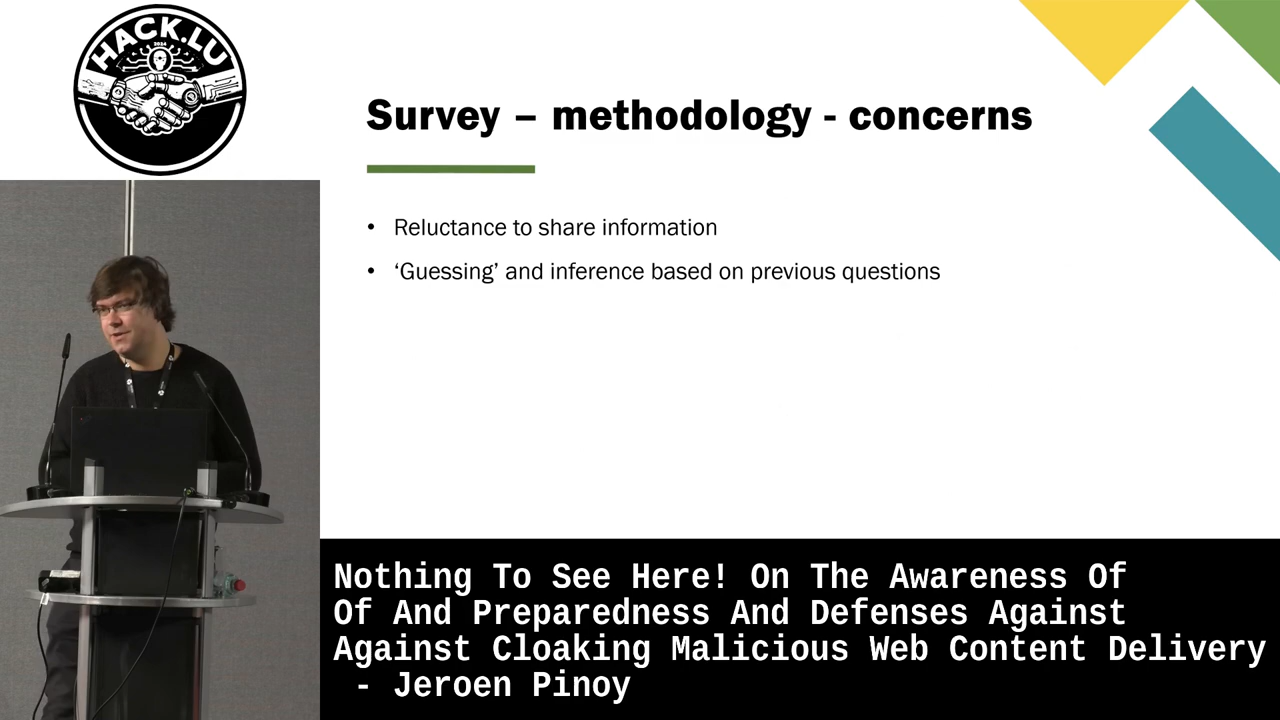 HACK.LU
2024
Survey – methodology - concerns
• Reluctance to share information
• ‘Guessing’ and inference based on previous questions
Nothing To See Here! On The Awareness Of
Of And Preparedness And Defenses Against
Against Cloaking Malicious Web Content Delivery
- Jeroen Pinoy